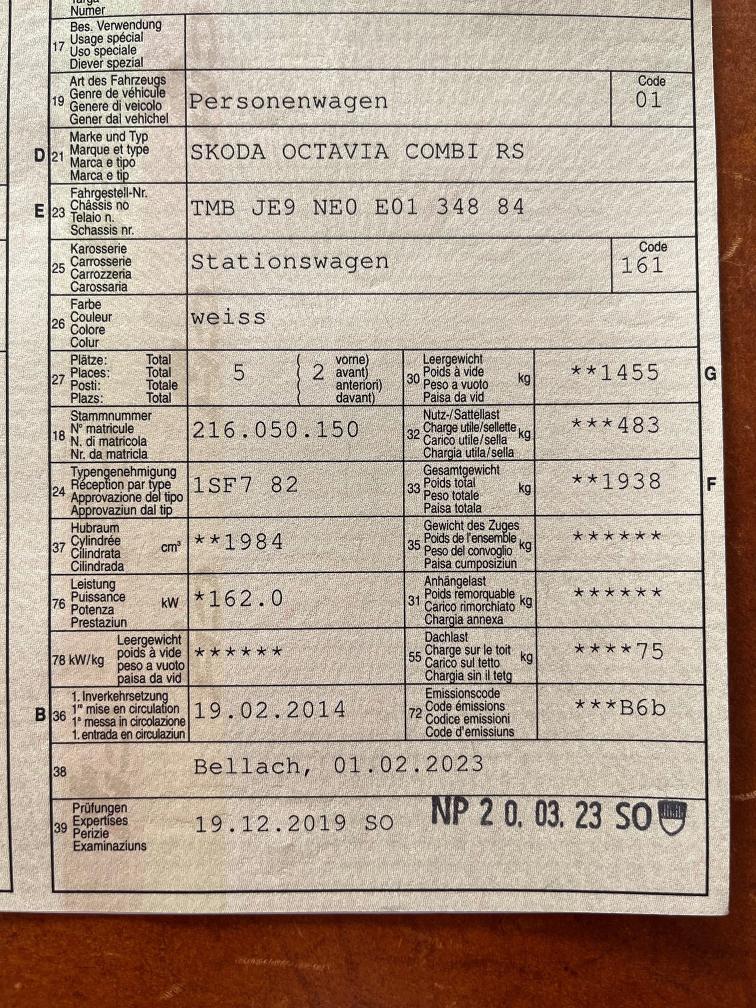 Numer
17 Bes. Verwendung
Usage spécial
Uso speciale
Diever spezial
19 Art des Fahrzeugs
Genre de véhicule
Genere di veicolo
Gener dal vehichel
Personenwagen
Code
01
D 21 Marke und Typ
Marque et type
Marca e tipo
Marca e tip
SKODA OCTAVIA COMBI RS
E 23 Fahrgestell-Nr.
Châssis no
Telaio n.
Schassis nr.
TMB JE9 NE0 E01 348 84
25 Karosserie
Carrosserie
Carrozzeria
Carossaria
Stationswagen
Code
161
26 Farbe
Couleur
Colore
Colur
weiss
27 Plätze: Total
Places: Total
Posti: Totale
Plazs: Total
5 ( 2 vorne)
( avant)
( anteriori)
( davant)
30 Leergewicht
Poids à vide kg
Peso a vuoto
Paisa da vid
**1455 G
18 Stammnummer
N° matricule
N. di matricola
Nr. da matricla
216.050.150
32 Nutz-/Sattellast
Charge utile/sellette kg
Carico utile/sella
Chargia utila/sella
***483
24 Typengenehmigung
Réception par type
Approvazione del tipo
Approvaziun dal tip
1SF7 82
33 Gesamtgewicht
Poids total kg
Peso totale
Paisa totala
**1938 F
37 Hubraum
Cylindrée cm³
Cilindrata
Cilindrada
**1984
35 Gewicht des Zuges
Poids de l'ensemble kg
Peso del convoglio
Paisa cumposiziun
******
76 Leistung
Puissance kW
Potenza
Prestaziun
*162.0
31 Anhängelast
Poids remorquable kg
Carico rimorchiato
Chargia annexa
******
78 kW/kg Leergewicht
poids à vide
peso a vuoto
paisa da vid
******
55 Dachlast
Charge sur le toit kg
Carico sul tetto
Chargia sin il tetg
****75
B 36 1. Inverkehrsetzung
1re mise en circulation
1a messa in circolazione
1. entrada en circulaziun
19.02.2014
72 Emissionscode
Code émissions
Codice emissioni
Code d'emissiuns
***B6b
38 Bellach, 01.02.2023
39 Prüfungen
Expertises
Perizie
Examinaziuns
19.12.2019 SO
NP 20.03.23 SO